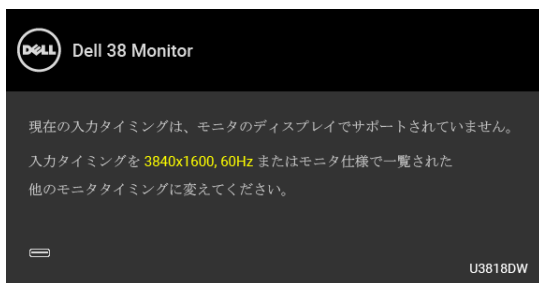 DELL Dell 38 Monitor
現在の入力タイミングは、モニタのディスプレイでサポートされていません。
入力タイミングを 3840x1600, 60Hz またはモニタ仕様で一覧された
他のモニタタイミングに変えてください。
U3818DW